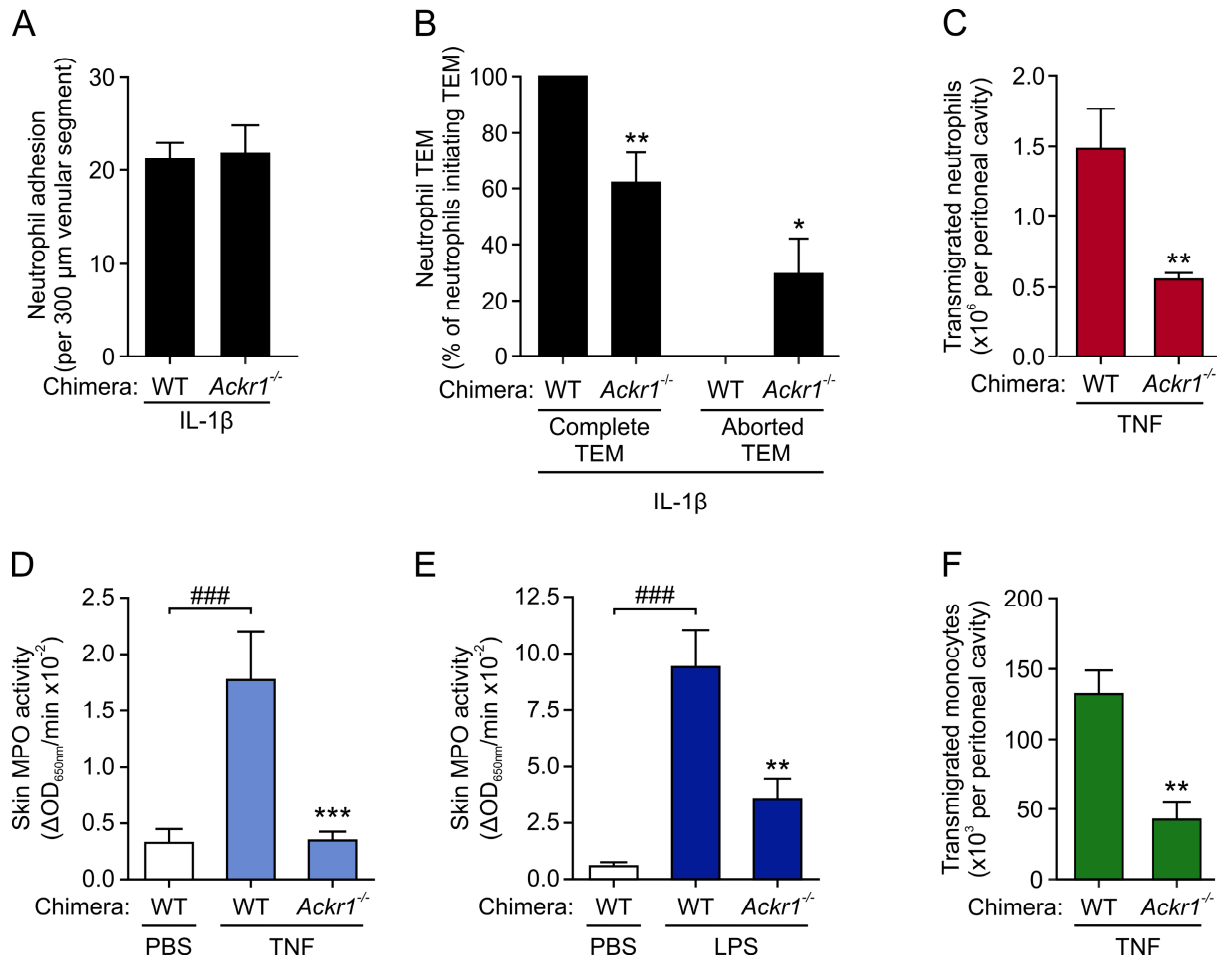 A
Neutrophil adhesion
(per 300 µm venular segment)
30
20
10
0
Chimera: WT Ackr1⁻/⁻
IL-1β
B
Neutrophil TEM
(% of neutrophils initiating TEM)
100
80
60
40
20
0
**
*
Chimera: WT Ackr1⁻/⁻ WT Ackr1⁻/⁻
Complete TEM
Aborted TEM
IL-1β
C
Transmigrated neutrophils
(x10⁶ per peritoneal cavity)
2.0
1.5
1.0
0.5
0.0
**
Chimera: WT Ackr1⁻/⁻
TNF
D
Skin MPO activity
(ΔOD650nm/min x10⁻²)
2.5
2.0
1.5
1.0
0.5
0.0
###
***
Chimera: WT WT Ackr1⁻/⁻
PBS TNF
E
Skin MPO activity
(ΔOD650nm/min x10⁻²)
12.5
10.0
7.5
5.0
2.5
0.0
###
**
Chimera: WT WT Ackr1⁻/⁻
PBS LPS
F
Transmigrated monocytes
(x10³ per peritoneal cavity)
200
150
100
50
0
**
Chimera: WT Ackr1⁻/⁻
TNF